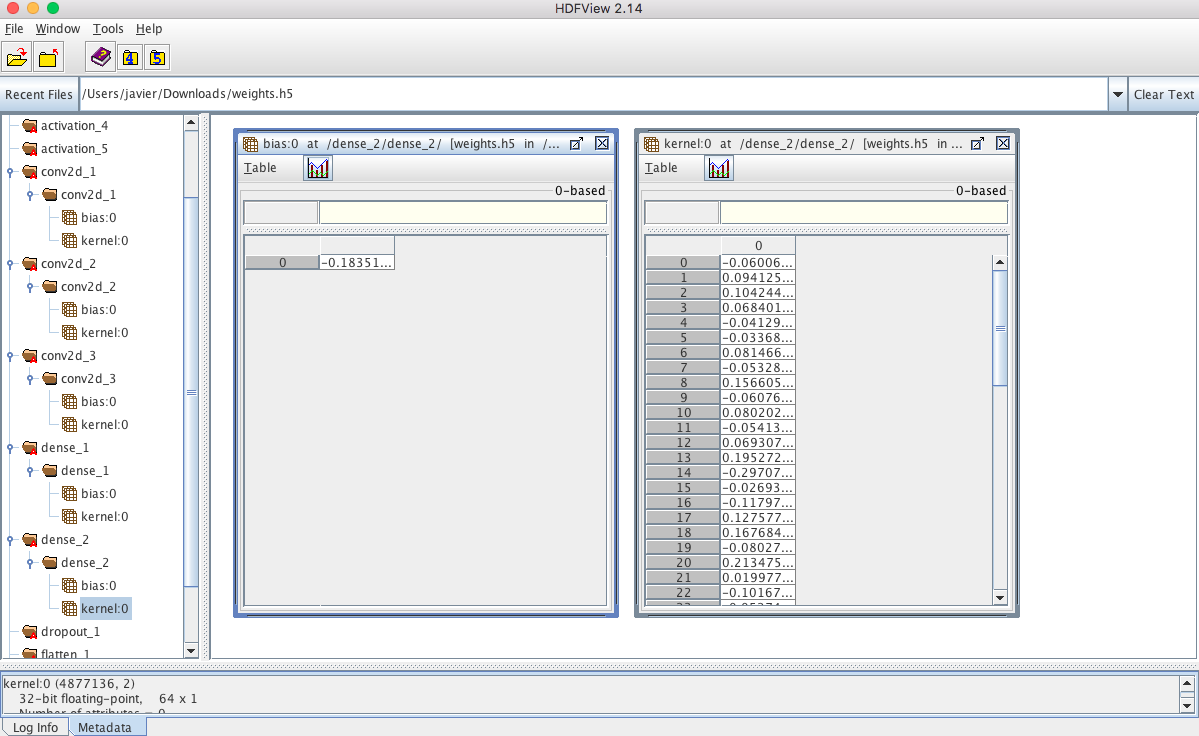 HDFView 2.14
File Window Tools Help
4 5
Recent Files /Users/javier/Downloads/weights.h5 Clear Text
activation_4
activation_5
conv2d_1
conv2d_1
bias:0
kernel:0
conv2d_2
conv2d_2
bias:0
kernel:0
conv2d_3
conv2d_3
bias:0
kernel:0
dense_1
dense_1
bias:0
kernel:0
dense_2
dense_2
bias:0
kernel:0
dropout_1
flatten_1
bias:0 at /dense_2/dense_2/ [weights.h5 in /...
Table
0-based
0 -0.18351...
kernel:0 at /dense_2/dense_2/ [weights.h5 in ...
Table
0-based
0
0 -0.06006...
1 0.094125...
2 0.104244...
3 0.068401...
4 -0.04129...
5 -0.03368...
6 0.081466...
7 -0.05328...
8 0.156605...
9 -0.06076...
10 0.080202...
11 -0.05413...
12 0.069307...
13 0.195272...
14 -0.29707...
15 -0.02693...
16 -0.11797...
17 0.127577...
18 0.167684...
19 -0.08027...
20 0.213475...
21 0.019977...
22 -0.10167...
kernel:0 (4877136, 2)
32-bit floating-point, 64 x 1
Number of attributes = 0
Log Info Metadata